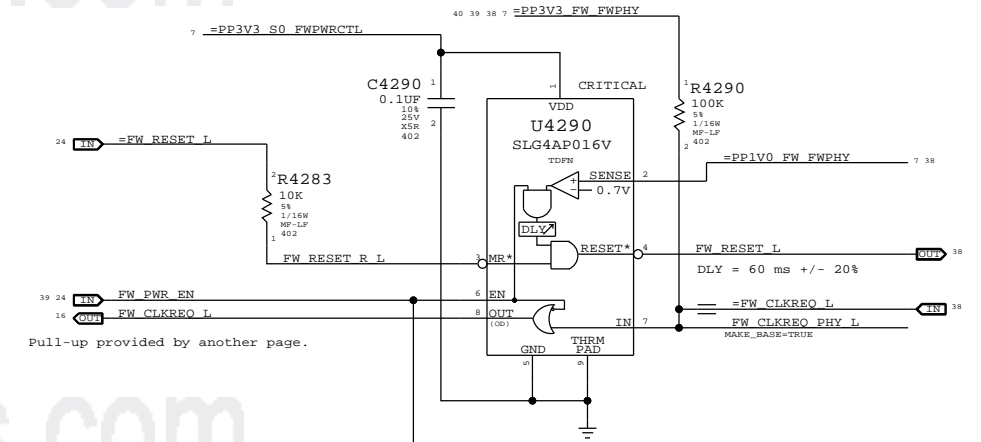 40 39 38 7 =PP3V3_FW_FWPHY
7 =PP3V3_S0_FWPWRCTL
C4290 1
0.1UF
10%
25V
X5R
402
2
1
CRITICAL
VDD
U4290
SLG4AP016V
TDFN
1
R4290
100K
5%
1/16W
MF-LF
402
2
24 IN =FW_RESET_L
=PP1V0_FW_FWPHY 7 38
SENSE 2
+
-
0.7V
2
R4283
10K
5%
1/16W
MF-LF
402
1
DLY
FW_RESET_R_L 3 MR*
RESET* 4 FW_RESET_L OUT 38
DLY = 60 ms +/- 20%
39 24 IN FW_PWR_EN 6 EN
=FW_CLKREQ_L IN 38
16 OUT FW_CLKREQ_L 8 OUT
(OD)
IN 7 FW_CLKREQ_PHY_L
MAKE_BASE=TRUE
Pull-up provided by another page.
GND
THRM
PAD
5
9
s.com